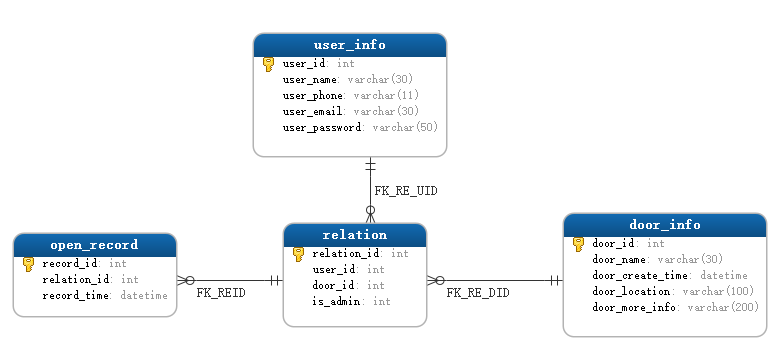 user_info
user_id: int
user_name: varchar(30)
user_phone: varchar(11)
user_email: varchar(30)
user_password: varchar(50)
FK_RE_UID
open_record
record_id: int
relation_id: int
record_time: datetime
FK_REID
relation
relation_id: int
user_id: int
door_id: int
is_admin: int
FK_RE_DID
door_info
door_id: int
door_name: varchar(30)
door_create_time: datetime
door_location: varchar(100)
door_more_info: varchar(200)